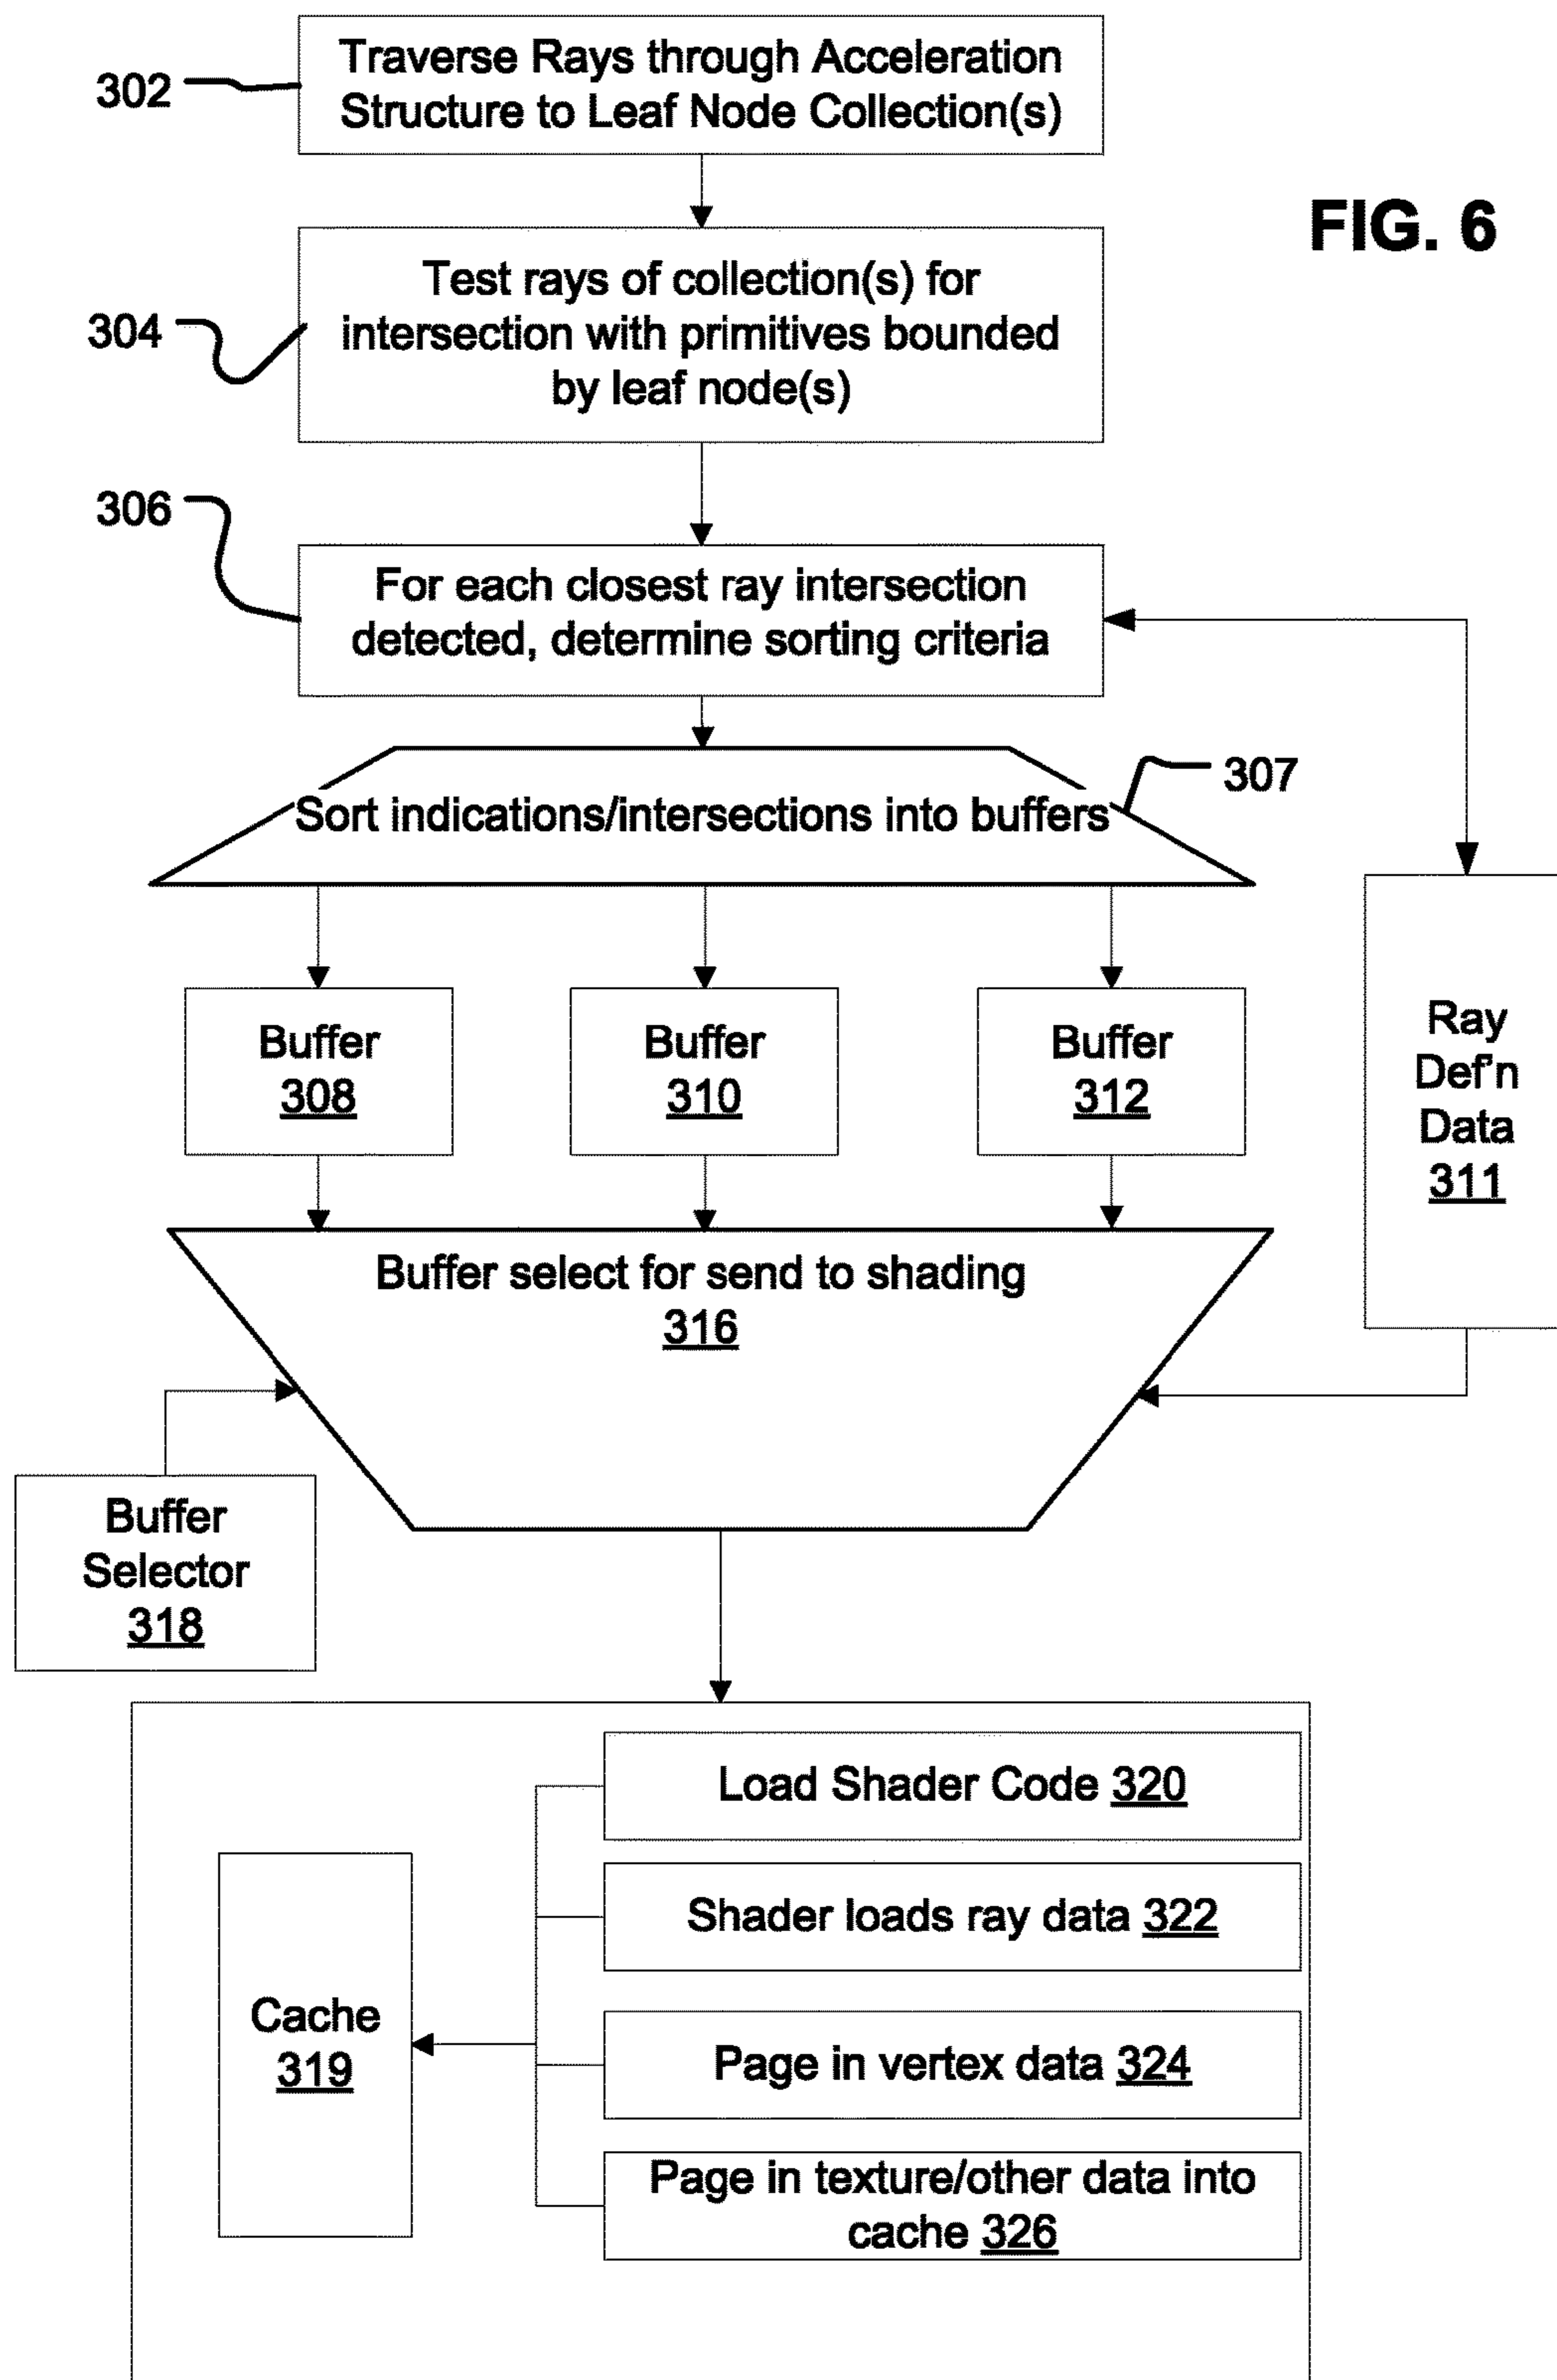 302
Traverse Rays through Acceleration
Structure to Leaf Node Collection(s)
FIG. 6
304
Test rays of collection(s) for
intersection with primitives bounded
by leaf node(s)
306
For each closest ray intersection
detected, determine sorting criteria
307
Sort indications/intersections into buffers
Buffer
308
Buffer
310
Buffer
312
Ray
Def'n
Data
311
Buffer select for send to shading
316
Buffer
Selector
318
Load Shader Code 320
Shader loads ray data 322
Cache
319
Page in vertex data 324
Page in texture/other data into
cache 326